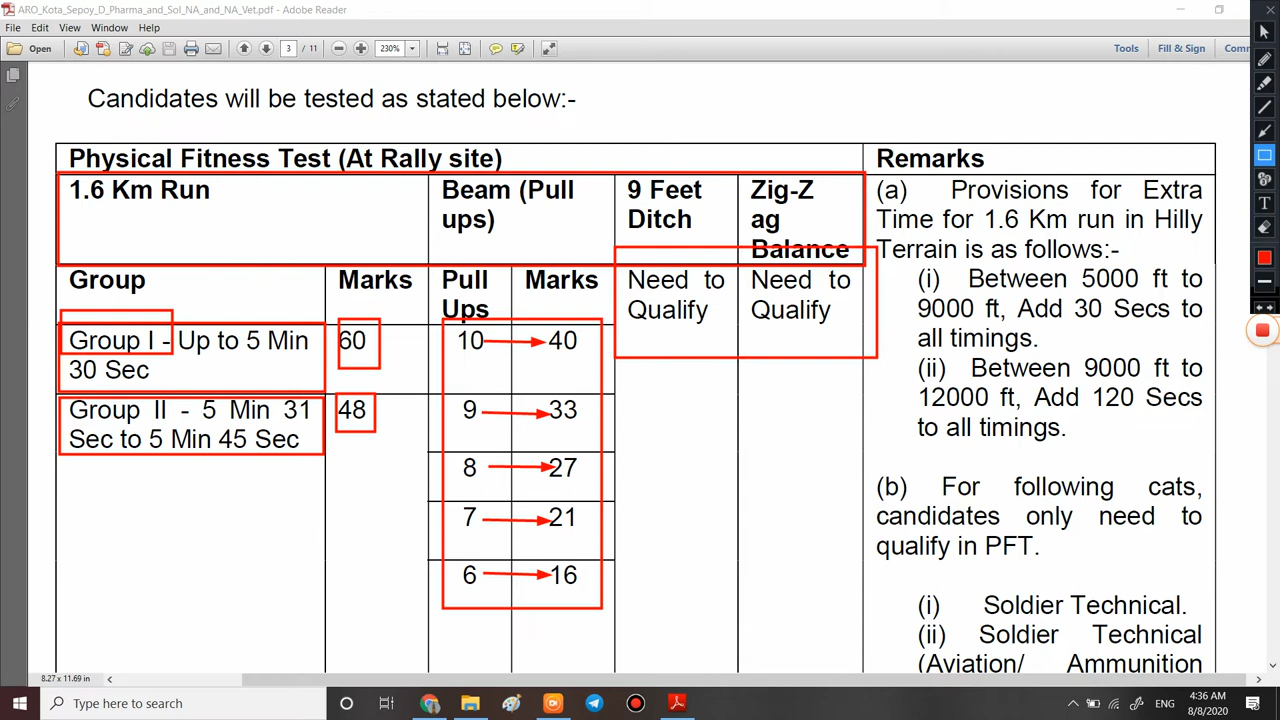 ARO_Kota_Sepoy_D_Pharma_and_Sol_NA_and_NA_Vet.pdf - Adobe Reader
File Edit View Window Help
Open 3 / 11 230% Tools Fill & Sign
Candidates will be tested as stated below:-
Physical Fitness Test (At Rally site) Remarks
1.6 Km Run
Beam (Pull
ups)
9 Feet
Ditch
Zig-Z
ag
Balance
Group Marks
Pull
Ups
Marks
Need to
Qualify
Need to
Qualify
Group I - Up to 5 Min
30 Sec
60
10 40
Group II - 5 Min 31
Sec to 5 Min 45 Sec
48
9 33
8 27
7 21
6 16
(a) Provisions for Extra
Time for 1.6 Km run in Hilly
Terrain is as follows:-
(i) Between 5000 ft to
9000 ft, Add 30 Secs to
all timings.
(ii) Between 9000 ft to
12000 ft, Add 120 Secs
to all timings.
(b) For following cats,
candidates only need to
qualify in PFT.
(i) Soldier Technical.
(ii) Soldier Technical
(Aviation/ Ammunition
8.27 x 11.69 in
Type here to search
ENG
4:36 AM
8/8/2020